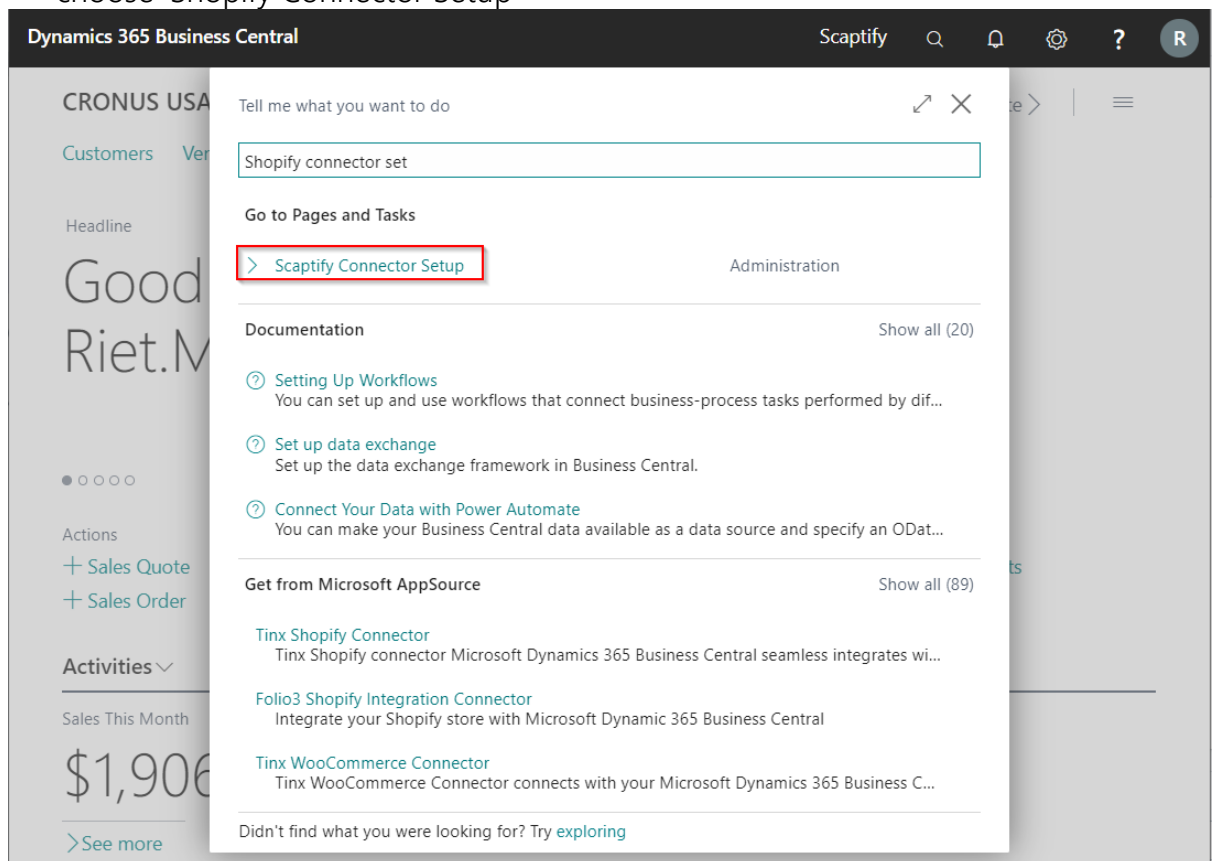 choose 'Shopify Connector Setup'
Dynamics 365 Business Central Scaptify ? R
CRONUS USA
Tell me what you want to do
Customers
Shopify connector set
Go to Pages and Tasks
Headline
Scaptify Connector Setup Administration
Good
Riet.M
Documentation Show all (20)
Setting Up Workflows
You can set up and use workflows that connect business-process tasks performed by dif...
Set up data exchange
Set up the data exchange framework in Business Central.
Connect Your Data with Power Automate
You can make your Business Central data available as a data source and specify an ODat...
Actions
+ Sales Quote
+ Sales Order
Get from Microsoft AppSource Show all (89)
Tinx Shopify Connector
Tinx Shopify connector Microsoft Dynamics 365 Business Central seamless integrates wi...
Activities
Folio3 Shopify Integration Connector
Integrate your Shopify store with Microsoft Dynamic 365 Business Central
Sales This Month
$1,906
Tinx WooCommerce Connector
Tinx WooCommerce Connector connects with your Microsoft Dynamics 365 Business C...
Didn't find what you were looking for? Try exploring
See more